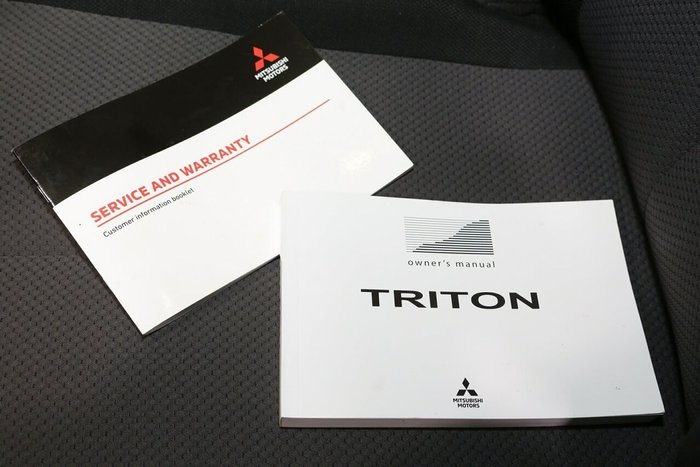 MITSUBISHI
MOTORS
SERVICE AND WARRANTY
Customer information booklet
owner's manual
TRITON
MITSUBISHI
MOTORS